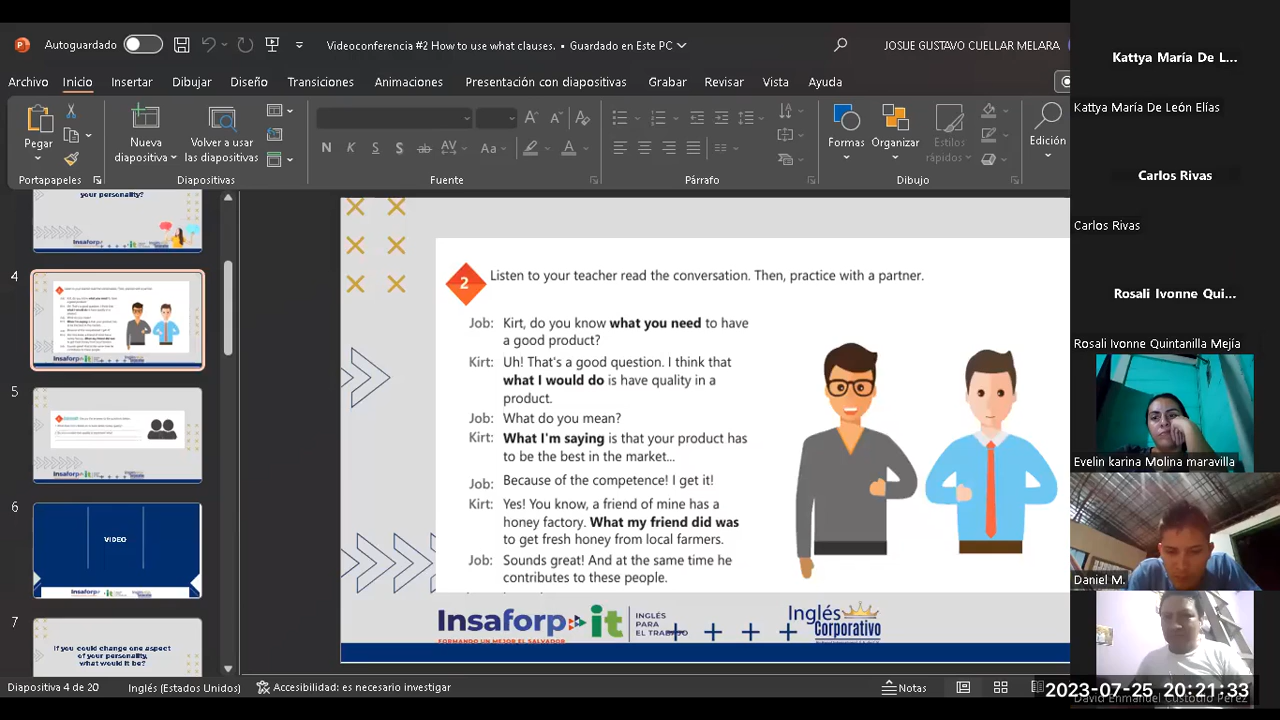 Autoguardado
Videoconferencia #2 How to use what clauses. • Guardado en Este PC
JOSUE GUSTAVO CUELLAR MELARA
Archivo Inicio Insertar Dibujar Diseño Transiciones Animaciones Presentación con diapositivas Grabar Revisar Vista Ayuda
Pegar
Nueva diapositiva
Volver a usar las diapositivas
Formas
Organizar
Estilos rápidos
Edición
N K S S ab AV Aa A
Portapapeles
Diapositivas
Fuente
Párrafo
Dibujo
your personality?
4
5
6
VIDEO
7
If you could change one aspect
of your personality,
what would it be?
2
Listen to your teacher read the conversation. Then, practice with a partner.
Job: Kirt, do you know what you need to have
a good product?
Kirt: Uh! That's a good question. I think that
what I would do is have quality in a
product.
Job: What do you mean?
Kirt: What I'm saying is that your product has
to be the best in the market...
Job: Because of the competence! I get it!
Kirt: Yes! You know, a friend of mine has a
honey factory. What my friend did was
to get fresh honey from local farmers.
Job: Sounds great! And at the same time he
contributes to these people.
Insaforp it
FORMANDO UN MEJOR EL SALVADOR
INGLÉS
PARA
EL TRABAJO
Inglés
Corporativo
Diapositiva 4 de 20
Inglés (Estados Unidos)
Accesibilidad: es necesario investigar
Notas
Kattya María De L...
Kattya María De León Elías
Carlos Rivas
Carlos Rivas
Rosali Ivonne Qui...
Rosali Ivonne Quintanilla Mejía
Evelin karina Molina maravilla
Daniel M.
David Enmanuel Custodio Perez
2023-07-25 20:21:33